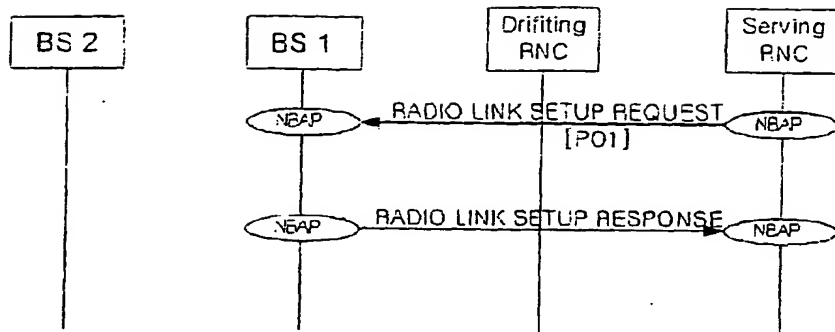 BS 2
BS 1
Drifiting
RNC
Serving
RNC
NBAP
RADIO LINK SETUP REQUEST
[PO1]
NBAP
NBAP
RADIO LINK SETUP RESPONSE
NBAP